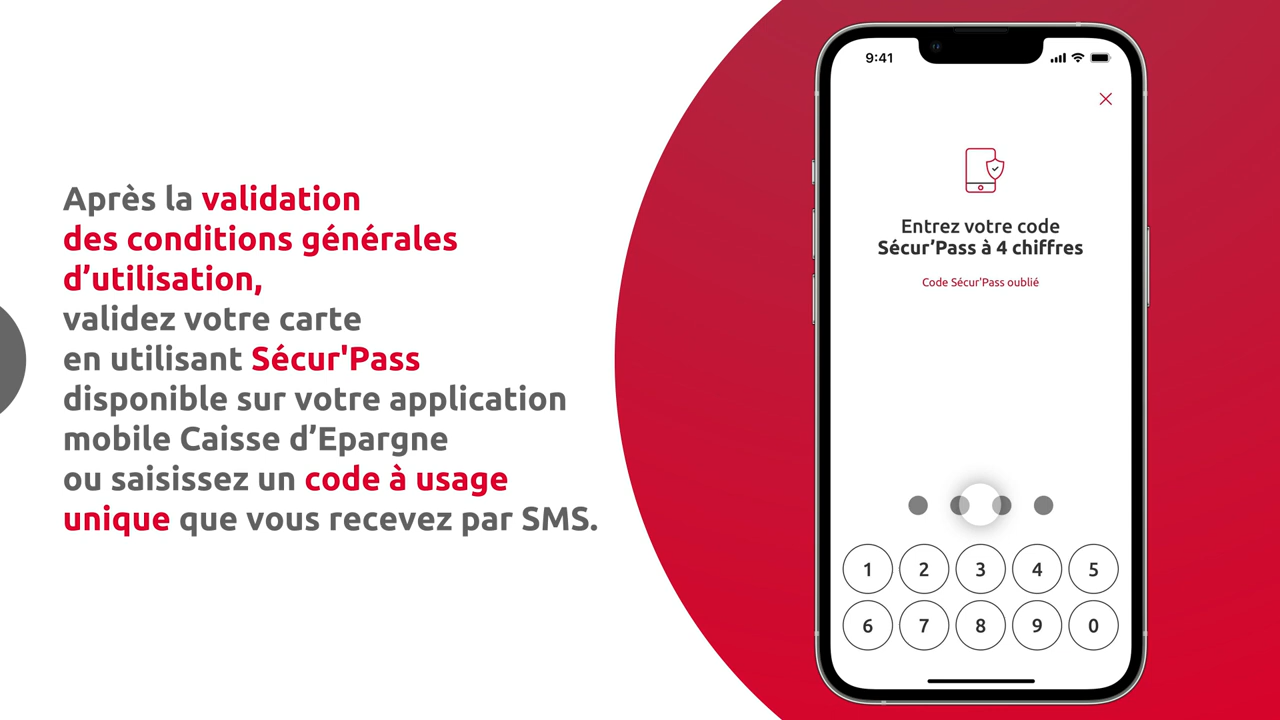 Après la validation
des conditions générales
d’utilisation,
validez votre carte
en utilisant Sécur'Pass
disponible sur votre application
mobile Caisse d’Epargne
ou saisissez un code à usage
unique que vous recevez par SMS.
9:41
Entrez votre code
Sécur’Pass à 4 chiffres
Code Sécur’Pass oublié
1 2 3 4 5
6 7 8 9 0